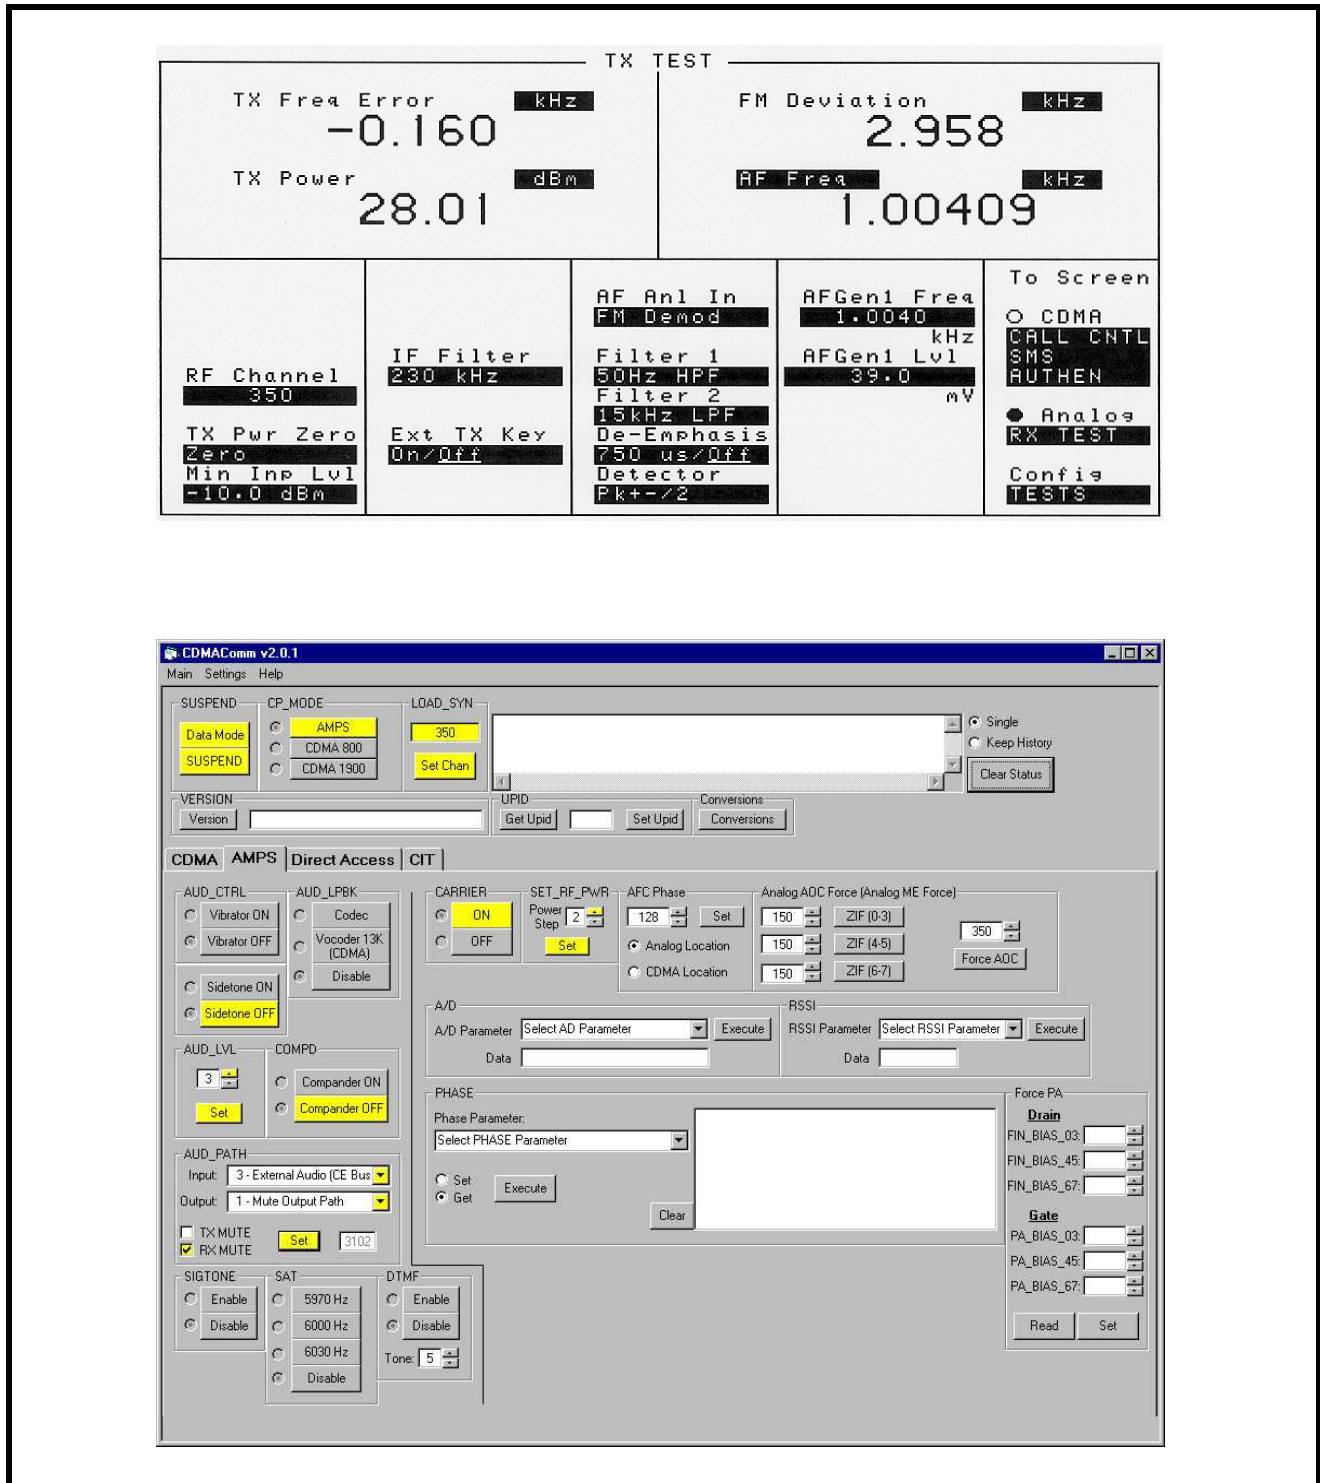 TX TEST
TX Freq Error kHz
-0.160
FM Deviation kHz
2.958
TX Power dBm
28.01
AF Freq kHz
1.00409
RF Channel
350
TX Pwr Zero
Zero
Min Inp Lvl
-10.0 dBm
IF Filter
230 kHz
Ext TX Key
On/Off
AF Anl In
FM Demod
Filter 1
50Hz HPF
Filter 2
15kHz LPF
De-Emphasis
750 us/Off
Detector
Pk+-/2
AFGen1 Freq
1.0040
kHz
AFGen1 Lvl
39.0
mV
To Screen
CDMA
CALL CNTL
SMS
AUTHEN
Analog
RX TEST
Config
TESTS
CDMAComm v2.0.1
Main Settings Help
SUSPEND
Data Mode
SUSPEND
CP_MODE
AMPS
CDMA 800
CDMA 1900
LOAD_SYN
350
Set Chan
Single
Keep History
Clear Status
VERSION
Version
UPID
Get Upid Set Upid
Conversions
Conversions
CDMA AMPS Direct Access CIT
AUD_CTRL
Vibrator ON
Vibrator OFF
Sidetone ON
Sidetone OFF
AUD_LPBK
Codec
Vocoder 13K
(CDMA)
Disable
AUD_LVL
3
Set
COMPD
Compander ON
Compander OFF
AUD_PATH
Input: 3 - External Audio (CE Bus
Output: 1 - Mute Output Path
TX MUTE
RX MUTE
Set 3102
SIGTONE
Enable
Disable
SAT
5970 Hz
6000 Hz
6030 Hz
Disable
DTMF
Enable
Disable
Tone: 5
CARRIER
ON
OFF
SET_RF_PWR
Power
Step 2
Set
AFC Phase
128 Set
Analog Location
CDMA Location
Analog AOC Force (Analog ME Force)
150 ZIF (0-3)
150 ZIF (4-5)
150 ZIF (6-7)
350
Force AOC
A/D
A/D Parameter Select AD Parameter Execute
Data
RSSI
RSSI Parameter Select RSSI Parameter Execute
Data
PHASE
Phase Parameter:
Select PHASE Parameter
Set
Get
Execute
Clear
Force PA
Drain
FIN_BIAS_03:
FIN_BIAS_45:
FIN_BIAS_67:
Gate
PA_BIAS_03:
PA_BIAS_45:
PA_BIAS_67:
Read Set